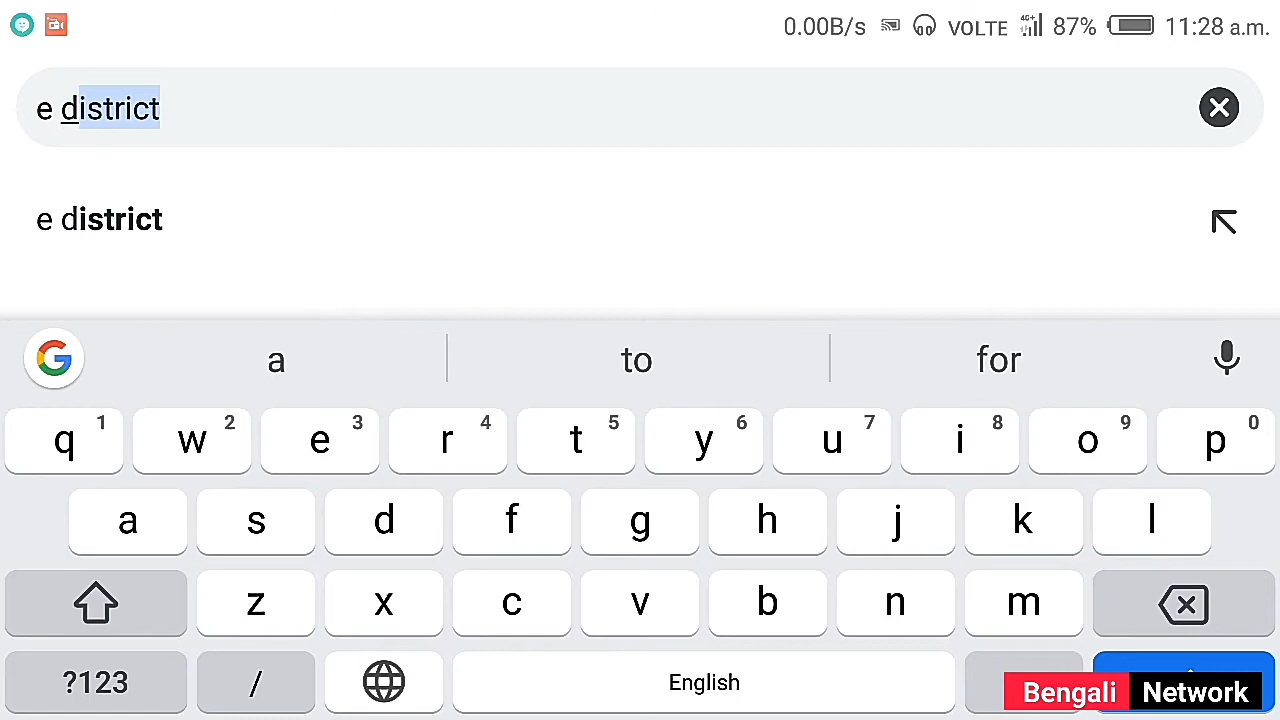 0.00B/s VOLTE 4G+ 87% 11:28 a.m.
e district
e district
G a to for
q 1 w 2 e 3 r 4 t 5 y 6 u 7 i 8 o 9 p 0
a s d f g h j k l
z x c v b n m
?123 / English
Bengali Network